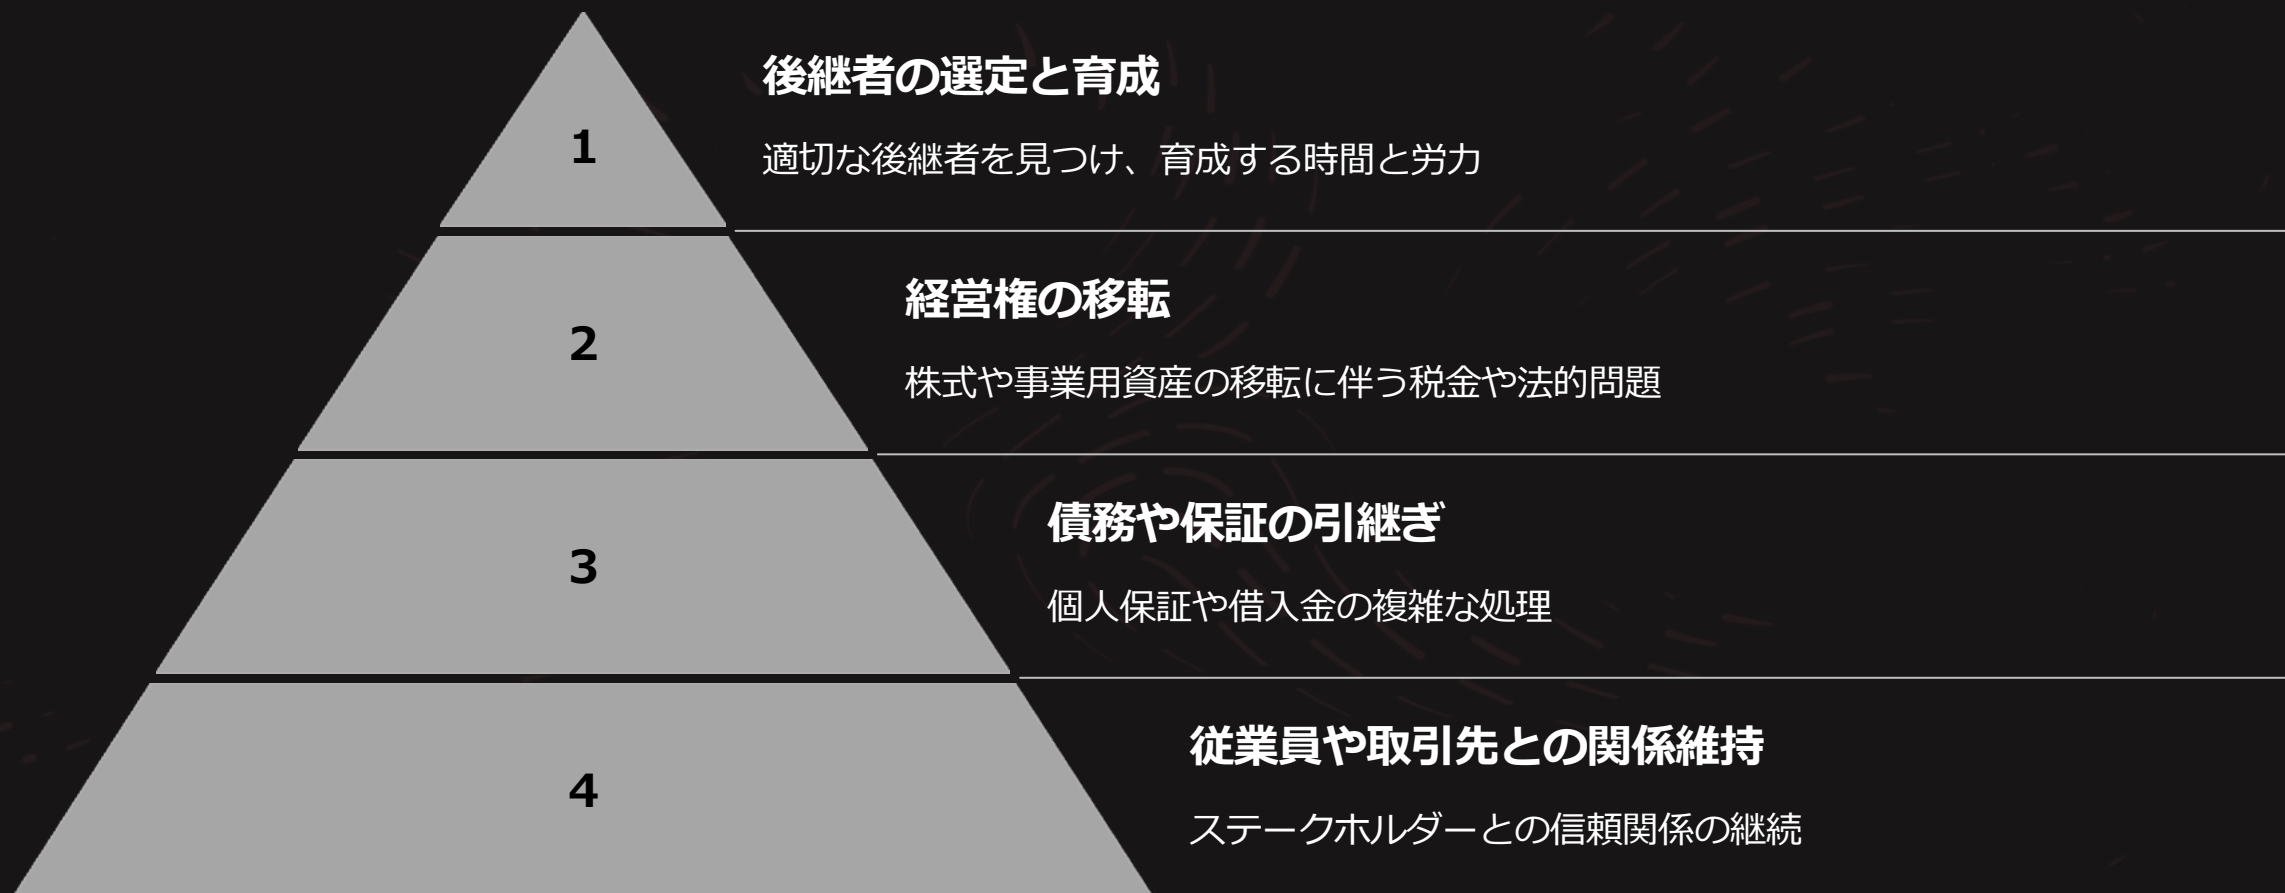 後継者の選定と育成
1
適切な後継者を見つけ、育成する時間と労力
経営権の移転
2
株式や事業用資産の移転に伴う税金や法的問題
債務や保証の引継ぎ
3
個人保証や借入金の複雑な処理
従業員や取引先との関係維持
4
ステークホルダーとの信頼関係の継続